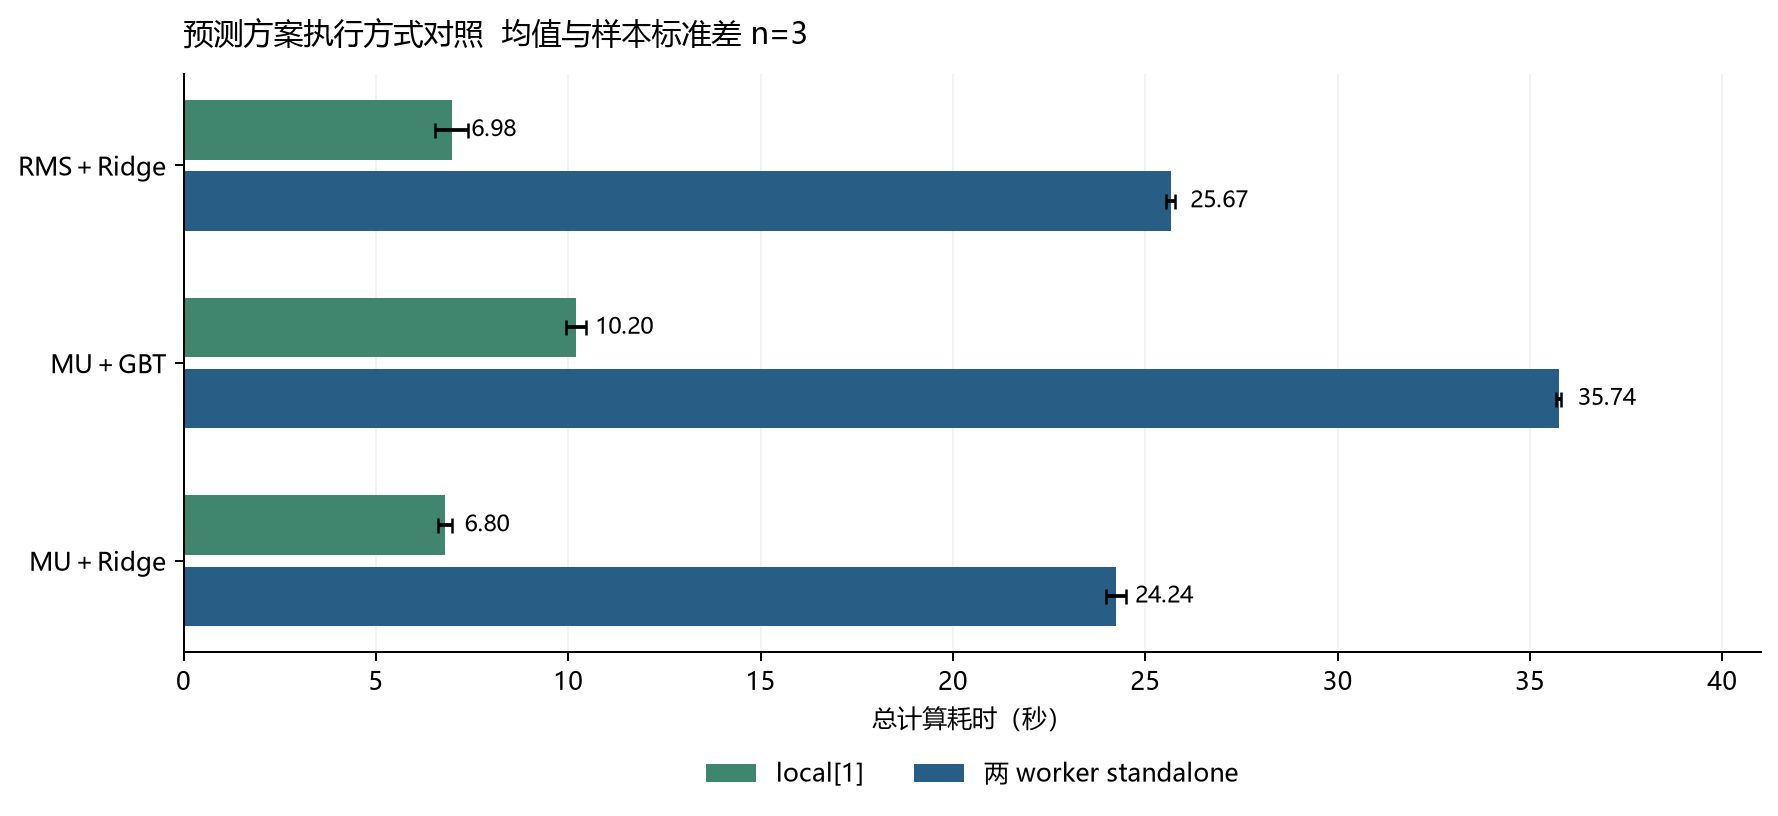 预测方案执行方式对照 均值与样本标准差 n=3
6.98
RMS + Ridge
25.67
10.20
MU + GBT
35.74
6.80
MU + Ridge
24.24
0 5 10 15 20 25 30 35 40
总计算耗时（秒）
local[1] 两 worker standalone